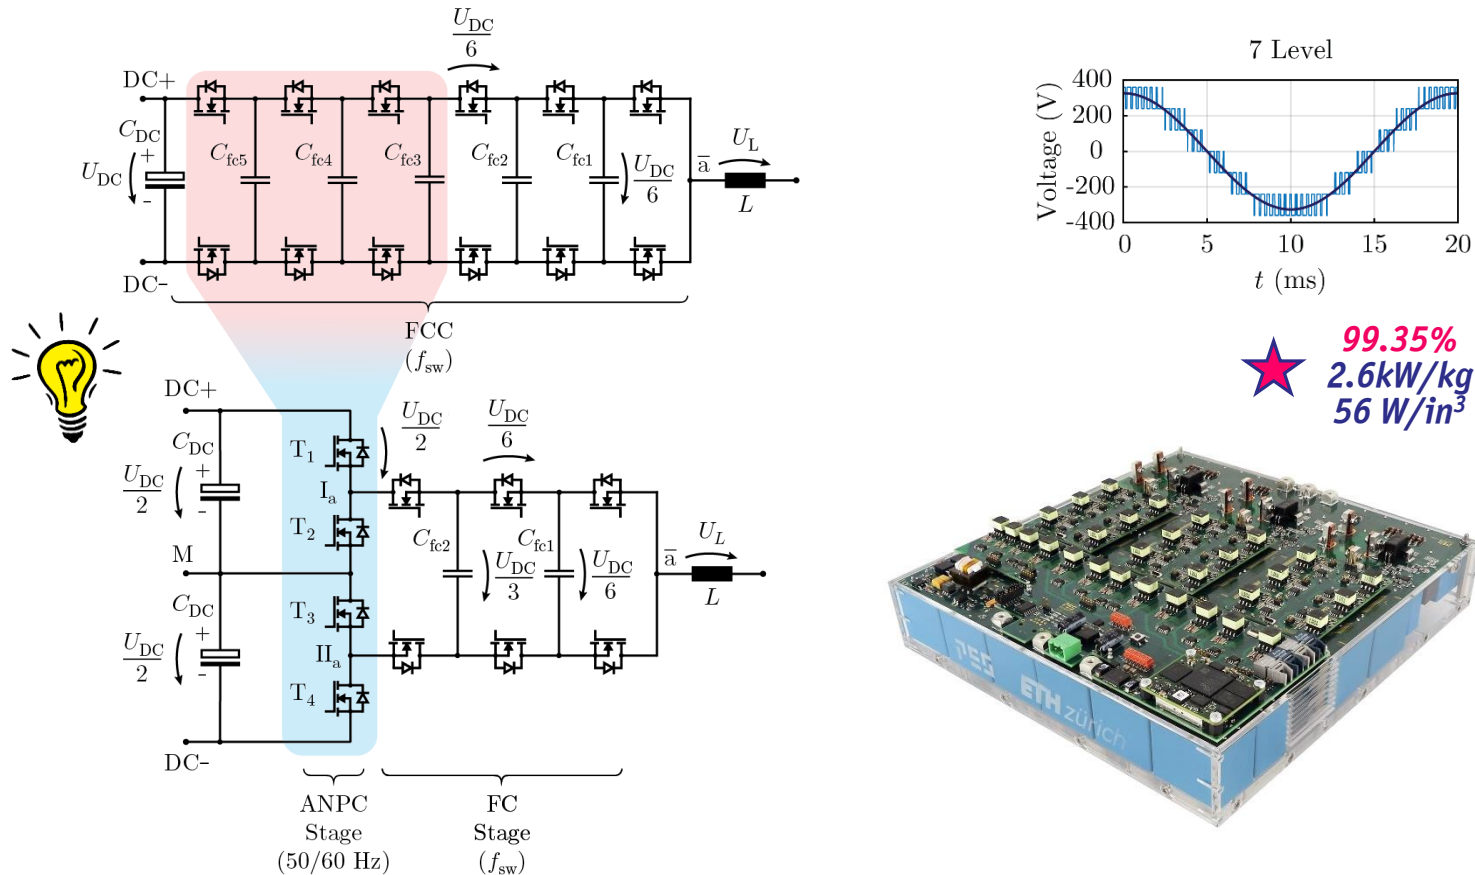 U_DC/6
DC+
C_DC
+
U_DC
-
C_fc5
C_fc4
C_fc3
C_fc2
C_fc1
U_DC/6
a̅
U_L
L
DC-
FCC
(f_sw)
7 Level
Voltage (V)
400
200
0
-200
-400
0
5
10
15
20
t (ms)
99.35%
2.6kW/kg
56 W/in³
DC+
C_DC
+
U_DC/2
-
T_1
I_a
T_2
M
C_DC
+
U_DC/2
-
T_3
II_a
T_4
DC-
U_DC/2
U_DC/6
C_fc2
U_DC/3
C_fc1
U_DC/6
a̅
U_L
L
ANPC
Stage
(50/60 Hz)
FC
Stage
(f_sw)
PES
ETH zürich